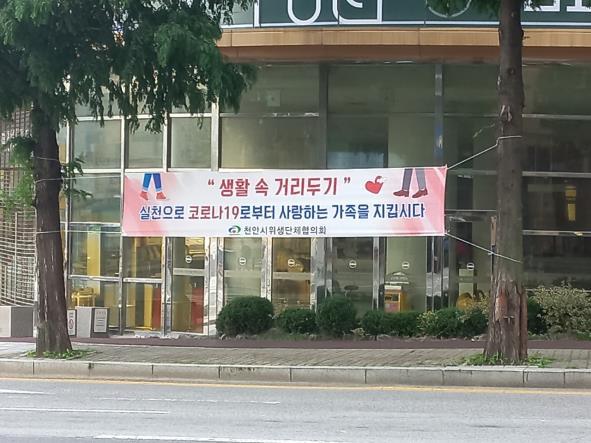 “ 생활 속 거리두기 ”
실천으로 코로나19로부터 사랑하는 가족을 지킵시다
천안시위생단체협의회